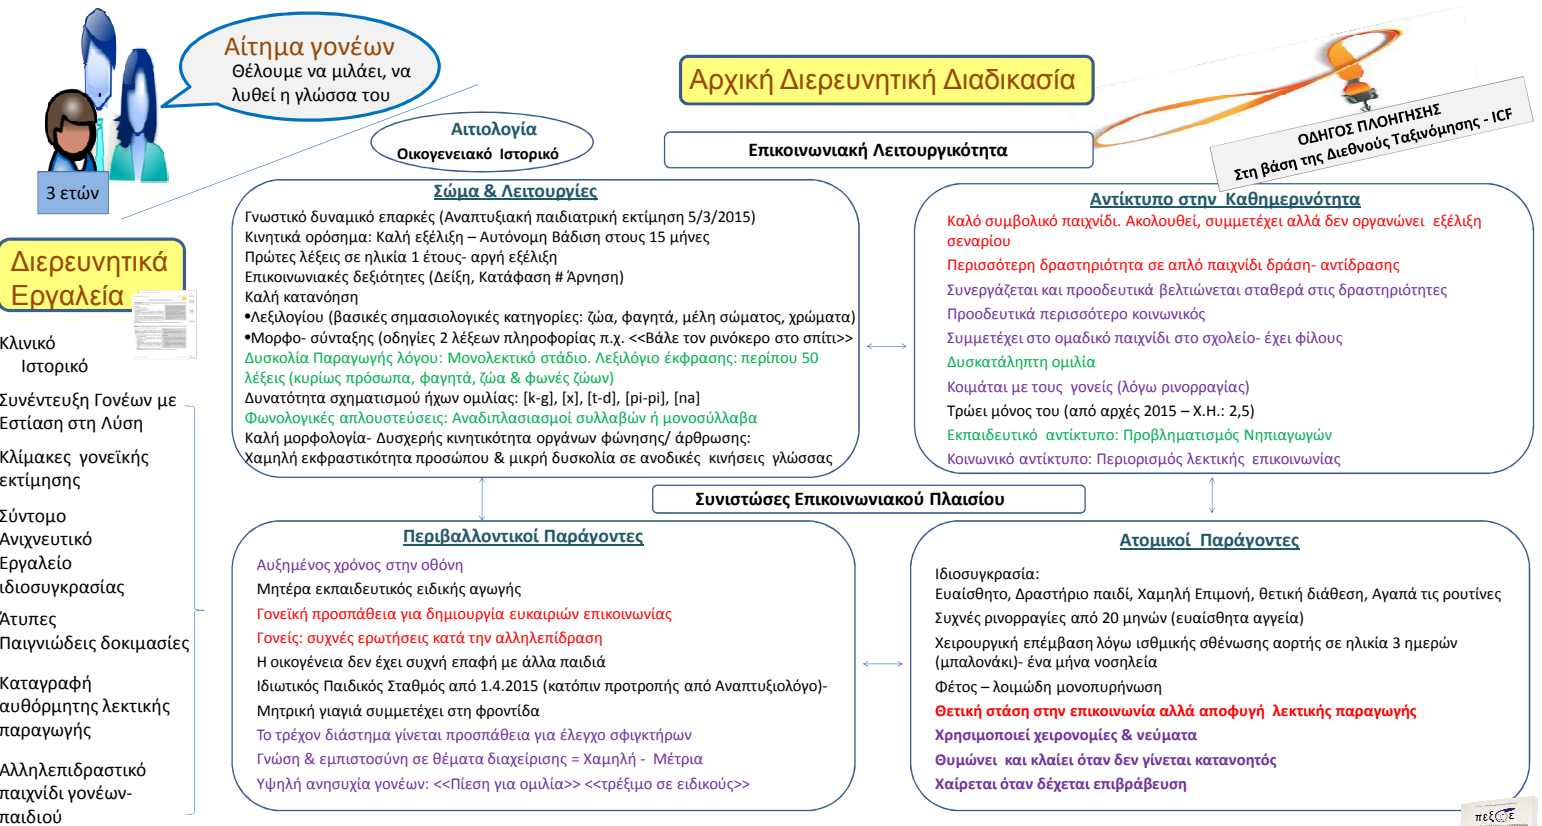 Αίτημα γονέων
Θέλουμε να μιλάει, να
λυθεί η γλώσσα του
3 ετών
Αρχική Διερευνητική Διαδικασία
ΟΔΗΓΟΣ ΠΛΟΗΓΗΣΗΣ
Στη βάση της Διεθνούς Ταξινόμησης - ICF
Αιτιολογία
Οικογενειακό Ιστορικό
Επικοινωνιακή Λειτουργικότητα
Διερευνητικά
Εργαλεία
Κλινικό
Ιστορικό
Συνέντευξη Γονέων με
Εστίαση στη Λύση
Κλίμακες γονεϊκής
εκτίμησης
Σύντομο
Ανιχνευτικό
Εργαλείο
ιδιοσυγκρασίας
Άτυπες
Παιγνιώδεις δοκιμασίες
Καταγραφή
αυθόρμητης λεκτικής
παραγωγής
Αλληλεπιδραστικό
παιχνίδι γονέων-
παιδιού
Σώμα & Λειτουργίες
Γνωστικό δυναμικό επαρκές (Αναπτυξιακή παιδιατρική εκτίμηση 5/3/2015)
Κινητικά ορόσημα: Καλή εξέλιξη – Αυτόνομη Βάδιση στους 15 μήνες
Πρώτες λέξεις σε ηλικία 1 έτους- αργή εξέλιξη
Επικοινωνιακές δεξιότητες (Δείξη, Κατάφαση # Άρνηση)
Καλή κατανόηση
•Λεξιλογίου (βασικές σημασιολογικές κατηγορίες: ζώα, φαγητά, μέλη σώματος, χρώματα)
•Μορφο- σύνταξης (οδηγίες 2 λέξεων πληροφορίας π.χ. <<Βάλε τον ρινόκερο στο σπίτι>>
Δυσκολία Παραγωγής λόγου: Μονολεκτικό στάδιο. Λεξιλόγιο έκφρασης: περίπου 50
λέξεις (κυρίως πρόσωπα, φαγητά, ζώα & φωνές ζώων)
Δυνατότητα σχηματισμού ήχων ομιλίας: [k-g], [x], [t-d], [pi-pi], [na]
Φωνολογικές απλουστεύσεις: Αναδιπλασιασμοί συλλαβών ή μονοσύλλαβα
Καλή μορφολογία- Δυσχερής κινητικότητα οργάνων φώνησης/ άρθρωσης:
Χαμηλή εκφραστικότητα προσώπου & μικρή δυσκολία σε ανοδικές κινήσεις γλώσσας
Αντίκτυπο στην Καθημερινότητα
Καλό συμβολικό παιχνίδι. Ακολουθεί, συμμετέχει αλλά δεν οργανώνει εξέλιξη
σεναρίου
Περισσότερη δραστηριότητα σε απλό παιχνίδι δράση- αντίδρασης
Συνεργάζεται και προοδευτικά βελτιώνεται σταθερά στις δραστηριότητες
Προοδευτικά περισσότερο κοινωνικός
Συμμετέχει στο ομαδικό παιχνίδι στο σχολείο- έχει φίλους
Δυσκατάληπτη ομιλία
Κοιμάται με τους γονείς (λόγω ρινορραγίας)
Τρώει μόνος του (από αρχές 2015 – Χ.Η.: 2,5)
Εκπαιδευτικό αντίκτυπο: Προβληματισμός Νηπιαγωγών
Κοινωνικό αντίκτυπο: Περιορισμός λεκτικής επικοινωνίας
Συνιστώσες Επικοινωνιακού Πλαισίου
Περιβαλλοντικοί Παράγοντες
Αυξημένος χρόνος στην οθόνη
Μητέρα εκπαιδευτικός ειδικής αγωγής
Γονεϊκή προσπάθεια για δημιουργία ευκαιριών επικοινωνίας
Γονείς: συχνές ερωτήσεις κατά την αλληλεπίδραση
Η οικογένεια δεν έχει συχνή επαφή με άλλα παιδιά
Ιδιωτικός Παιδικός Σταθμός από 1.4.2015 (κατόπιν προτροπής από Αναπτυξιολόγο)-
Μητρική γιαγιά συμμετέχει στη φροντίδα
Το τρέχον διάστημα γίνεται προσπάθεια για έλεγχο σφιγκτήρων
Γνώση & εμπιστοσύνη σε θέματα διαχείρισης = Χαμηλή - Μέτρια
Υψηλή ανησυχία γονέων: <<Πίεση για ομιλία>> <<τρέξιμο σε ειδικούς>>
Ατομικοί Παράγοντες
Ιδιοσυγκρασία:
Ευαίσθητο, Δραστήριο παιδί, Χαμηλή Επιμονή, θετική διάθεση, Αγαπά τις ρουτίνες
Συχνές ρινορραγίες από 20 μηνών (ευαίσθητα αγγεία)
Χειρουργική επέμβαση λόγω ισθμικής σθένωσης αορτής σε ηλικία 3 ημερών
(μπαλονάκι)- ένα μήνα νοσηλεία
Φέτος – λοιμώδη μονοπυρήνωση
Θετική στάση στην επικοινωνία αλλά αποφυγή λεκτικής παραγωγής
Χρησιμοποιεί χειρονομίες & νεύματα
Θυμώνει και κλαίει όταν δεν γίνεται κατανοητός
Χαίρεται όταν δέχεται επιβράβευση